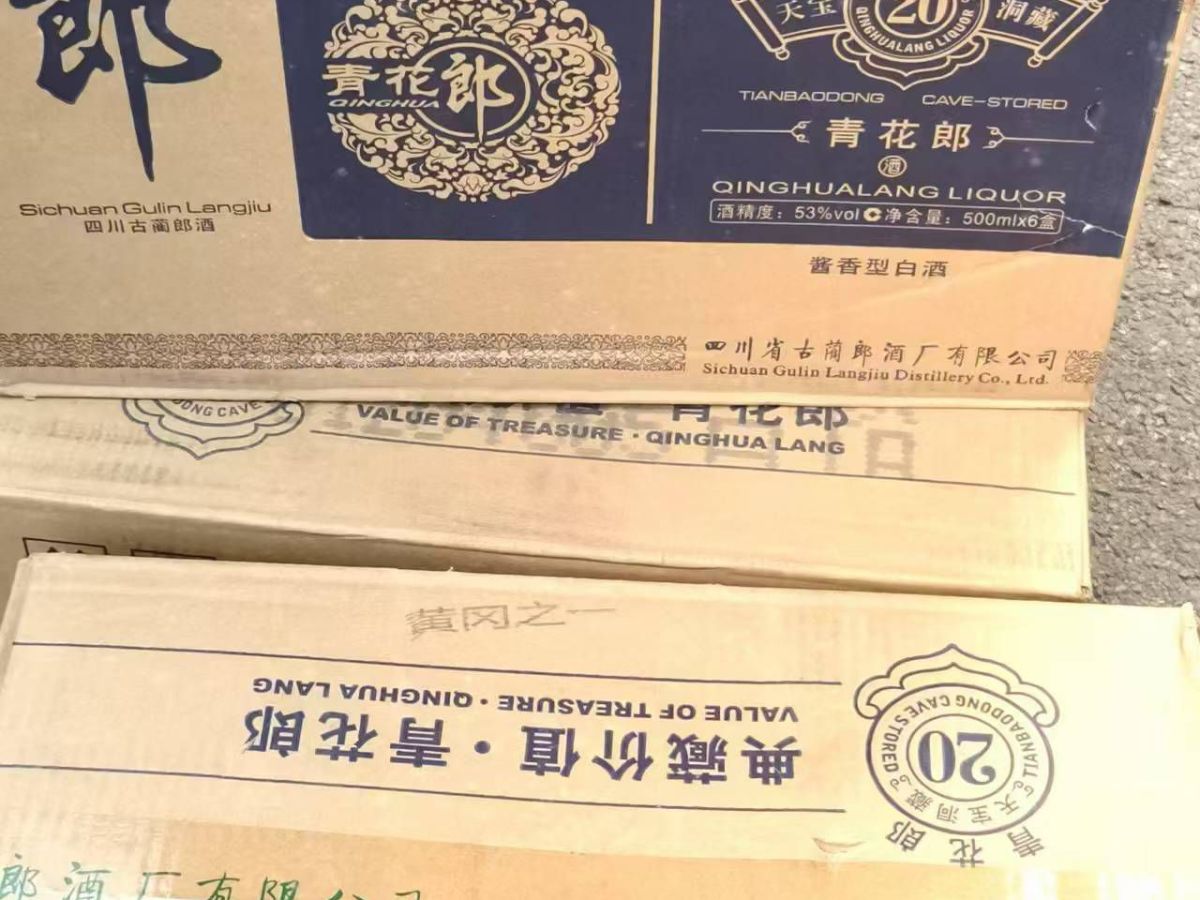 郎
Sichuan Gulin Langjiu
四川古蔺郎酒
青花郎
QINGHUA
天宝 20 洞藏
QINGHUALANG LIQUOR
TIANBAODONG CAVE-STORED
青花郎
酒
QINGHUALANG LIQUOR
酒精度：53%vol 净含量：500mlx6盒
酱香型白酒
四川省古蔺郎酒厂有限公司
Sichuan Gulin Langjiu Distillery Co., Ltd.
DONG CAVE
青花郎
VALUE OF TREASURE · QINGHUA LANG
黄冈之一
典藏价值·青花郎
VALUE OF TREASURE · QINGHUA LANG
TIANBAODONG CAVE STORED
20
天宝洞藏
青花郎
郎酒厂有限公司